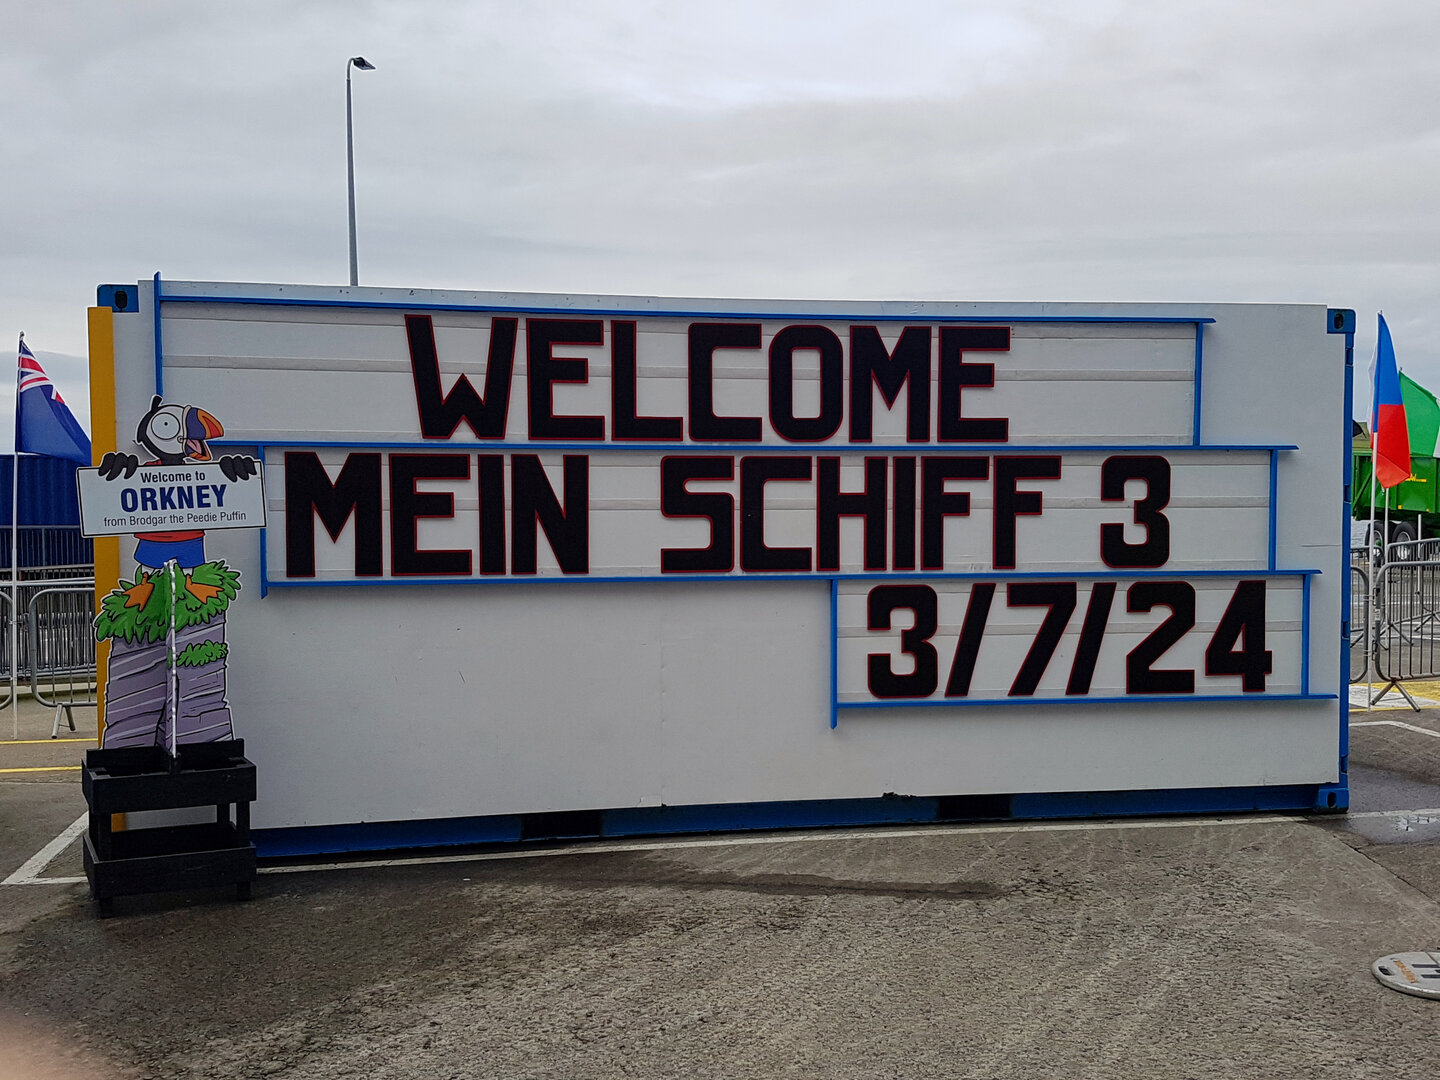 WELCOME
MEIN SCHIFF 3
3/7/24
Welcome to
ORKNEY
from Brodgar the Peedie Puffin